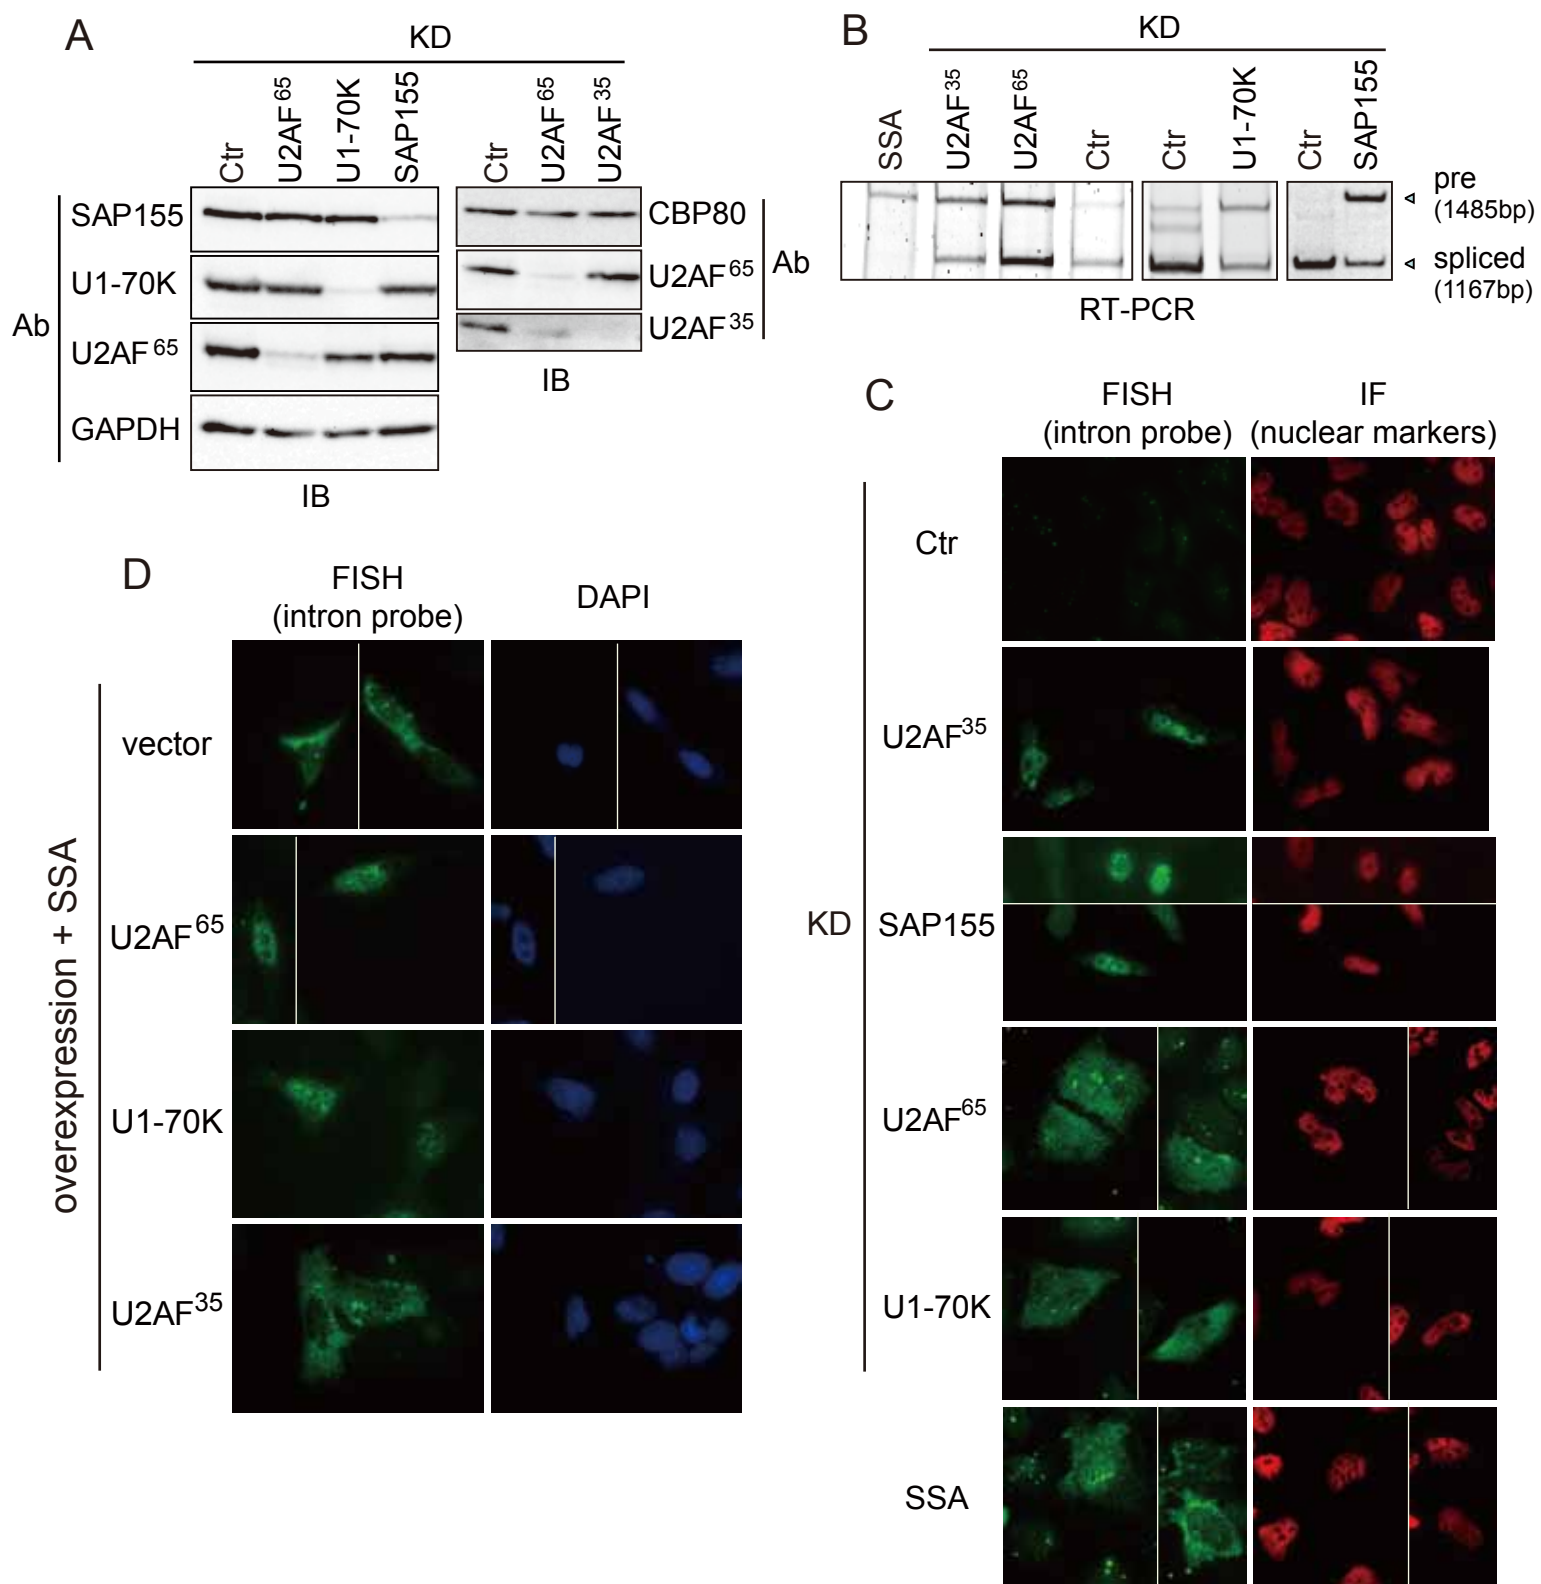 A
KD
Ctr
U2AF65
U1-70K
SAP155
Ctr
U2AF65
U2AF35
Ab
SAP155
U1-70K
U2AF65
GAPDH
IB
CBP80
U2AF65
U2AF35
Ab
IB
B
KD
SSA
U2AF35
U2AF65
Ctr
Ctr
U1-70K
Ctr
SAP155
pre
(1485bp)
spliced
(1167bp)
RT-PCR
C
FISH
(intron probe)
IF
(nuclear markers)
KD
Ctr
U2AF35
SAP155
U2AF65
U1-70K
SSA
D
FISH
(intron probe)
DAPI
overexpression + SSA
vector
U2AF65
U1-70K
U2AF35